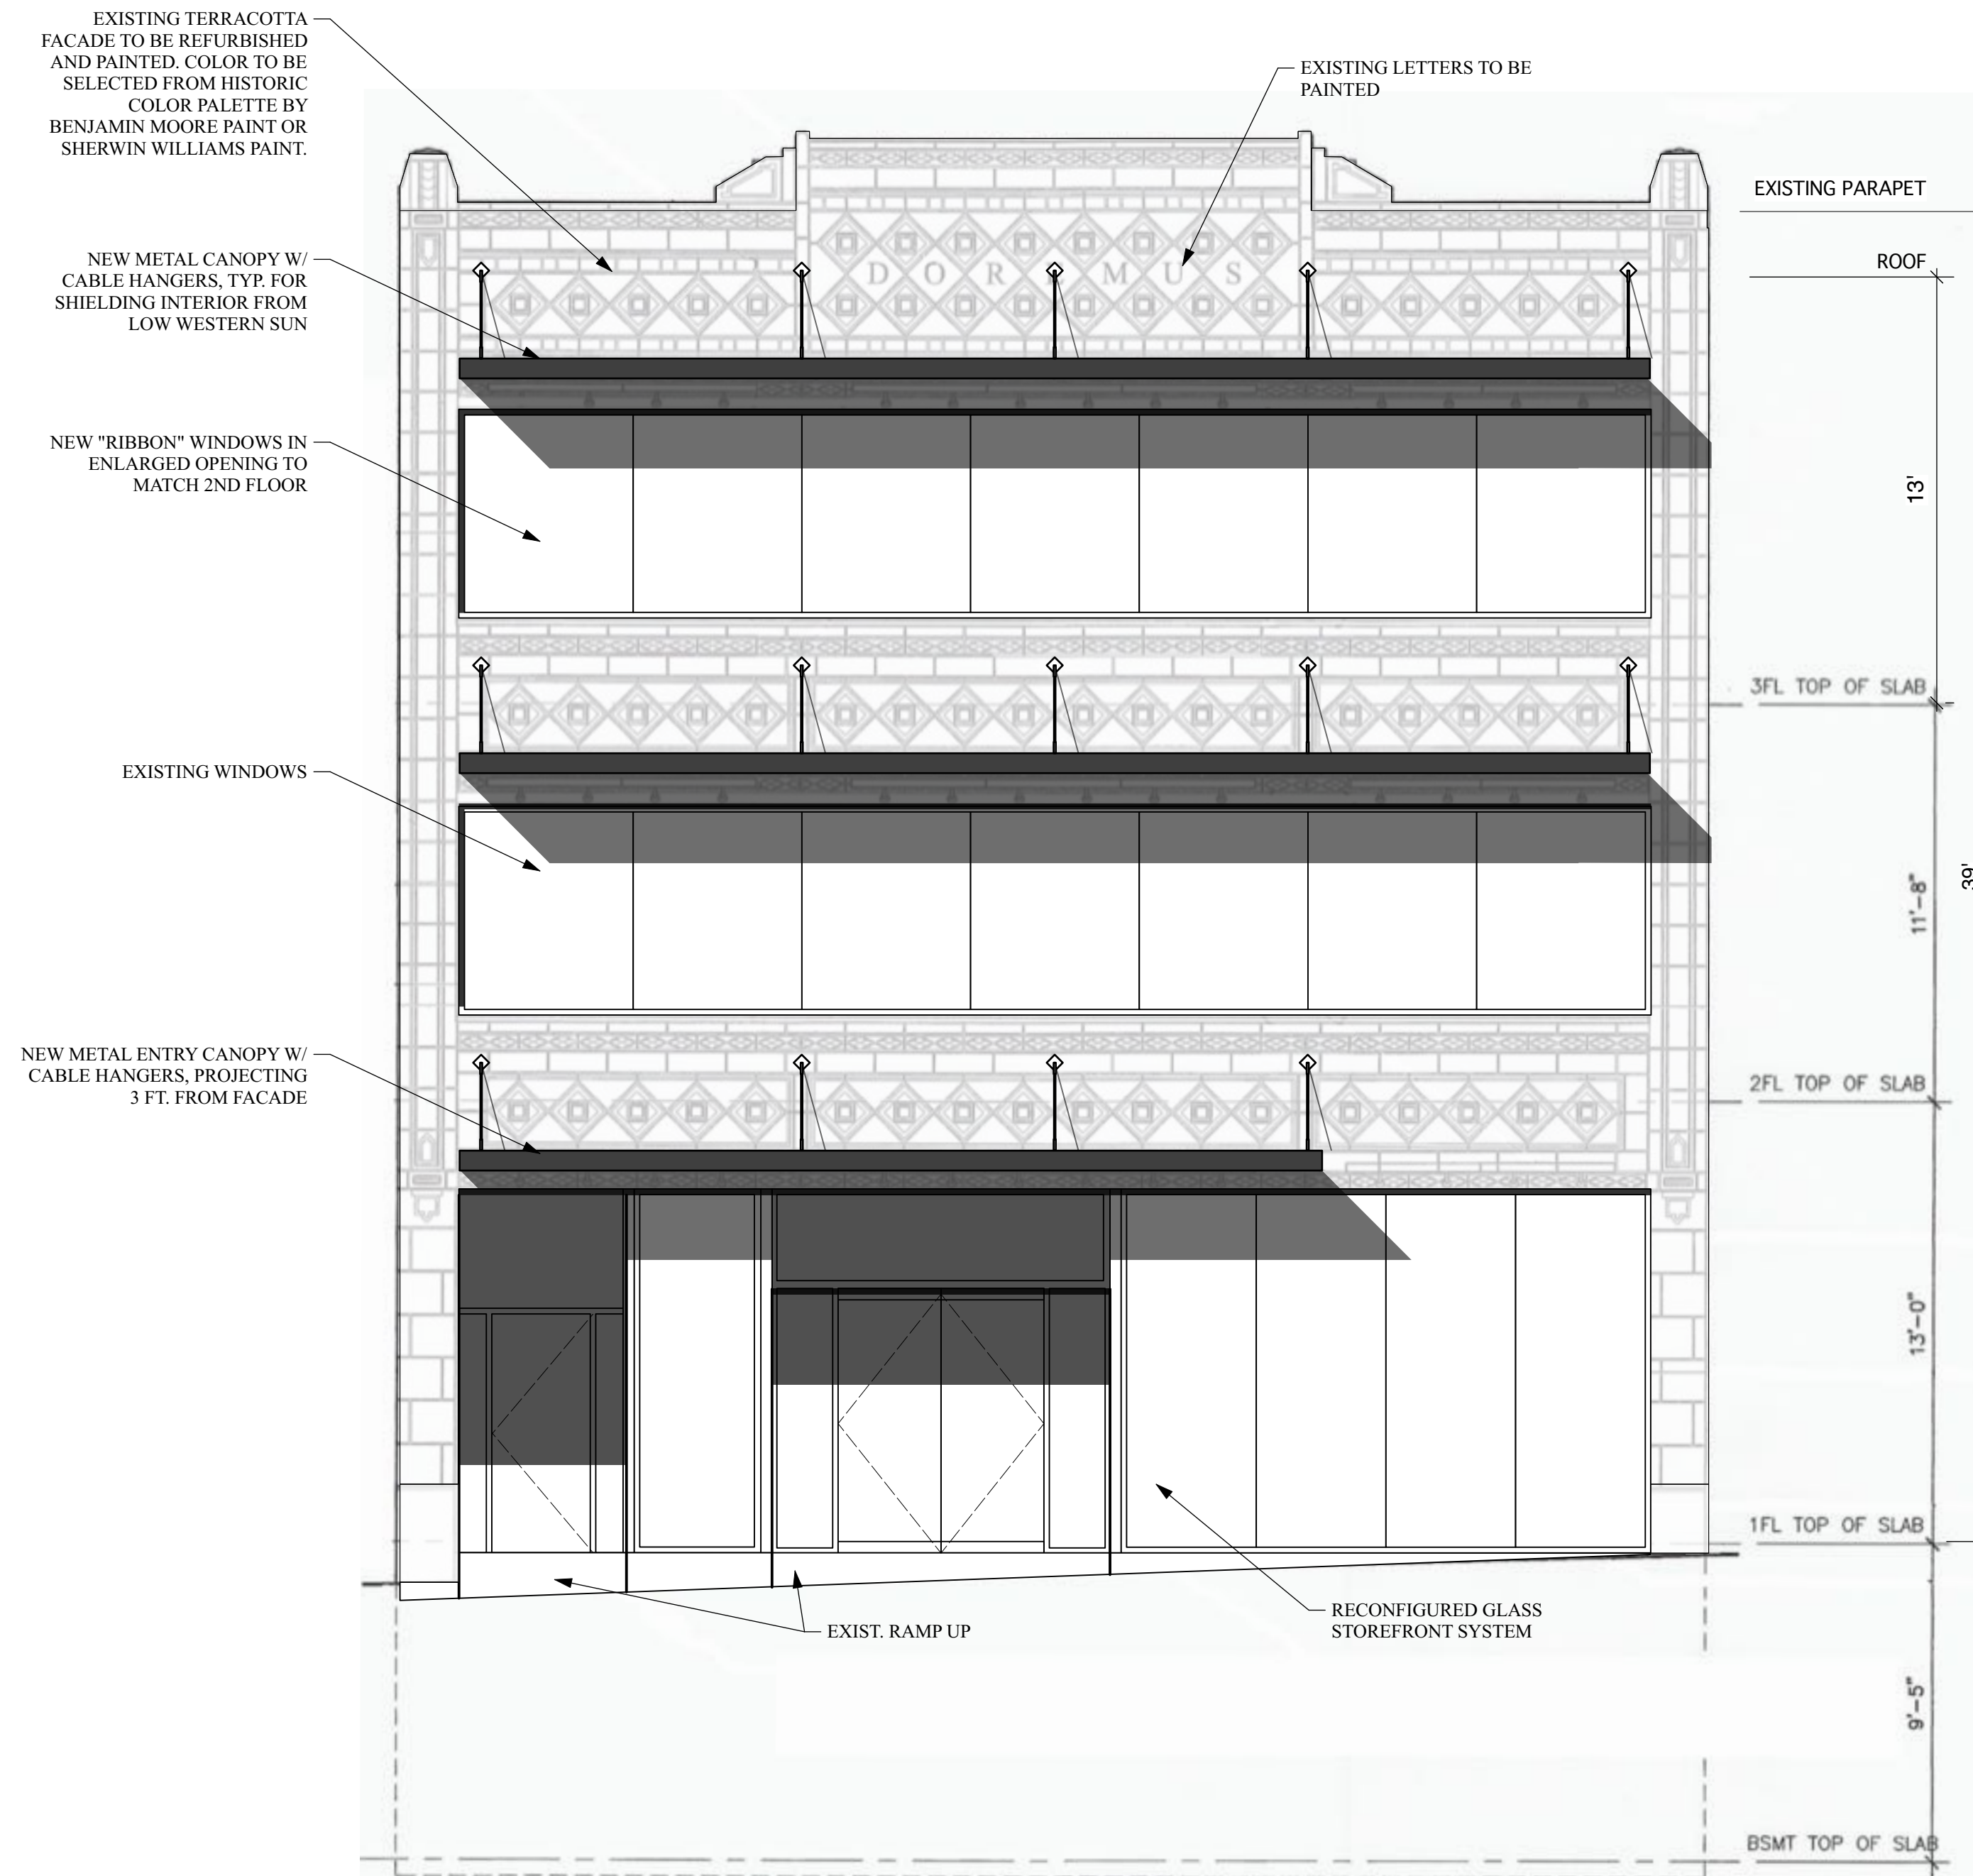 EXISTING TERRACOTTA
FACADE TO BE REFURBISHED
AND PAINTED. COLOR TO BE
SELECTED FROM HISTORIC
COLOR PALETTE BY
BENJAMIN MOORE PAINT OR
SHERWIN WILLIAMS PAINT.
EXISTING LETTERS TO BE
PAINTED
EXISTING PARAPET
ROOF
NEW METAL CANOPY W/
CABLE HANGERS, TYP. FOR
SHIELDING INTERIOR FROM
LOW WESTERN SUN
DOREMUS
NEW "RIBBON" WINDOWS IN
ENLARGED OPENING TO
MATCH 2ND FLOOR
13'
3FL TOP OF SLAB
EXISTING WINDOWS
11'-8"
39'
NEW METAL ENTRY CANOPY W/
CABLE HANGERS, PROJECTING
3 FT. FROM FACADE
2FL TOP OF SLAB
13'-0"
1FL TOP OF SLAB
EXIST. RAMP UP
RECONFIGURED GLASS
STOREFRONT SYSTEM
9'-5"
BSMT TOP OF SLAB